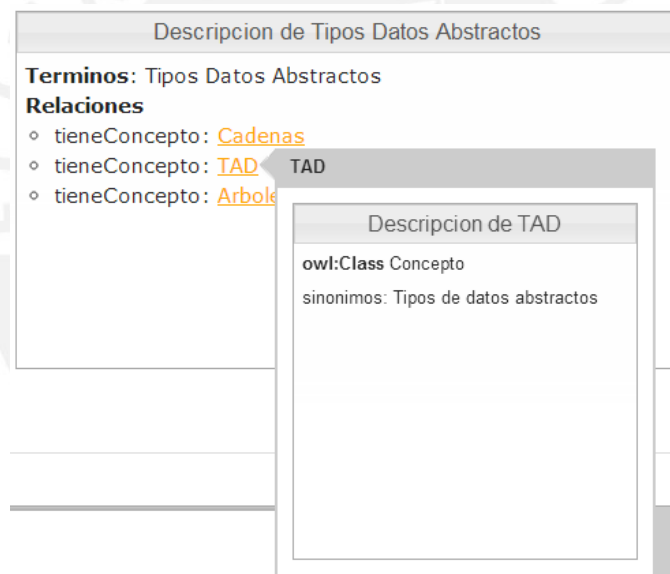 Descripcion de Tipos Datos Abstractos
Terminos: Tipos Datos Abstractos
Relaciones
tieneConcepto: Cadenas
tieneConcepto: TAD
tieneConcepto: Arbole
TAD
Descripcion de TAD
owl:Class Concepto
sinonimos: Tipos de datos abstractos